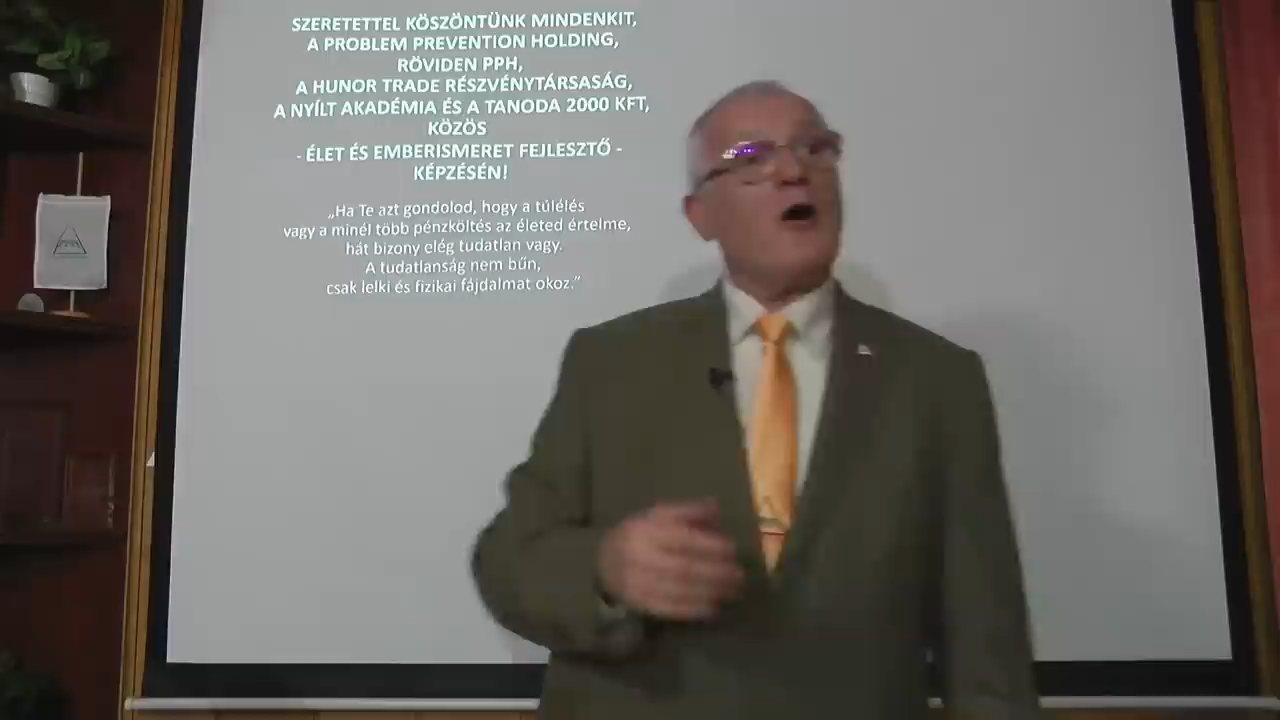 SZERETETTEL KÖSZÖNTÜNK MINDENKIT,
A PROBLEM PREVENTION HOLDING,
RÖVIDEN PPH,
A HUNOR TRADE RÉSZVÉNYTÁRSASÁG,
A NYÍLT AKADÉMIA ÉS A TANODA 2000 KFT,
KÖZÖS
- ÉLET ÉS EMBERISMERET FEJLESZTŐ -
KÉPZÉSÉN!
„Ha Te azt gondolod, hogy a túlélés
vagy a minél több pénzköltés az életed értelme,
hát bizony elég tudatlan vagy.
A tudatlanság nem bűn,
csak lelki és fizikai fájdalmat okoz.”